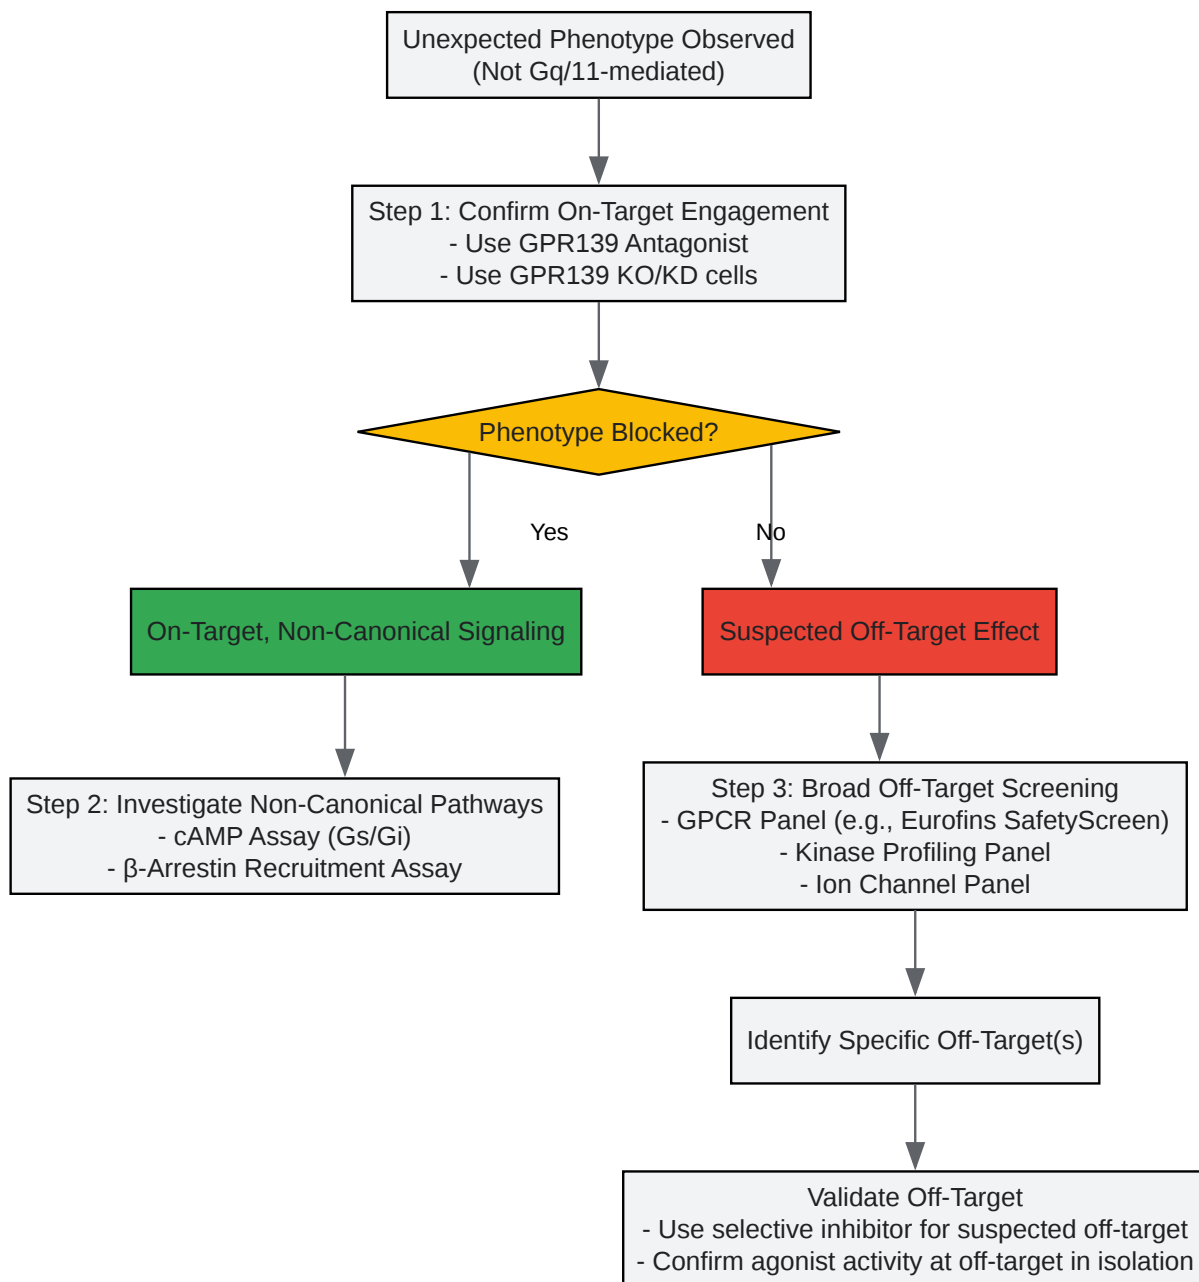 Unexpected Phenotype Observed
(Not Gq/11-mediated)
Step 1: Confirm On-Target Engagement
- Use GPR139 Antagonist
- Use GPR139 KO/KD cells
Phenotype Blocked?
Yes
No
On-Target, Non-Canonical Signaling
Suspected Off-Target Effect
Step 2: Investigate Non-Canonical Pathways
- cAMP Assay (Gs/Gi)
- β-Arrestin Recruitment Assay
Step 3: Broad Off-Target Screening
- GPCR Panel (e.g., Eurofins SafetyScreen)
- Kinase Profiling Panel
- Ion Channel Panel
Identify Specific Off-Target(s)
Validate Off-Target
- Use selective inhibitor for suspected off-target
- Confirm agonist activity at off-target in isolation